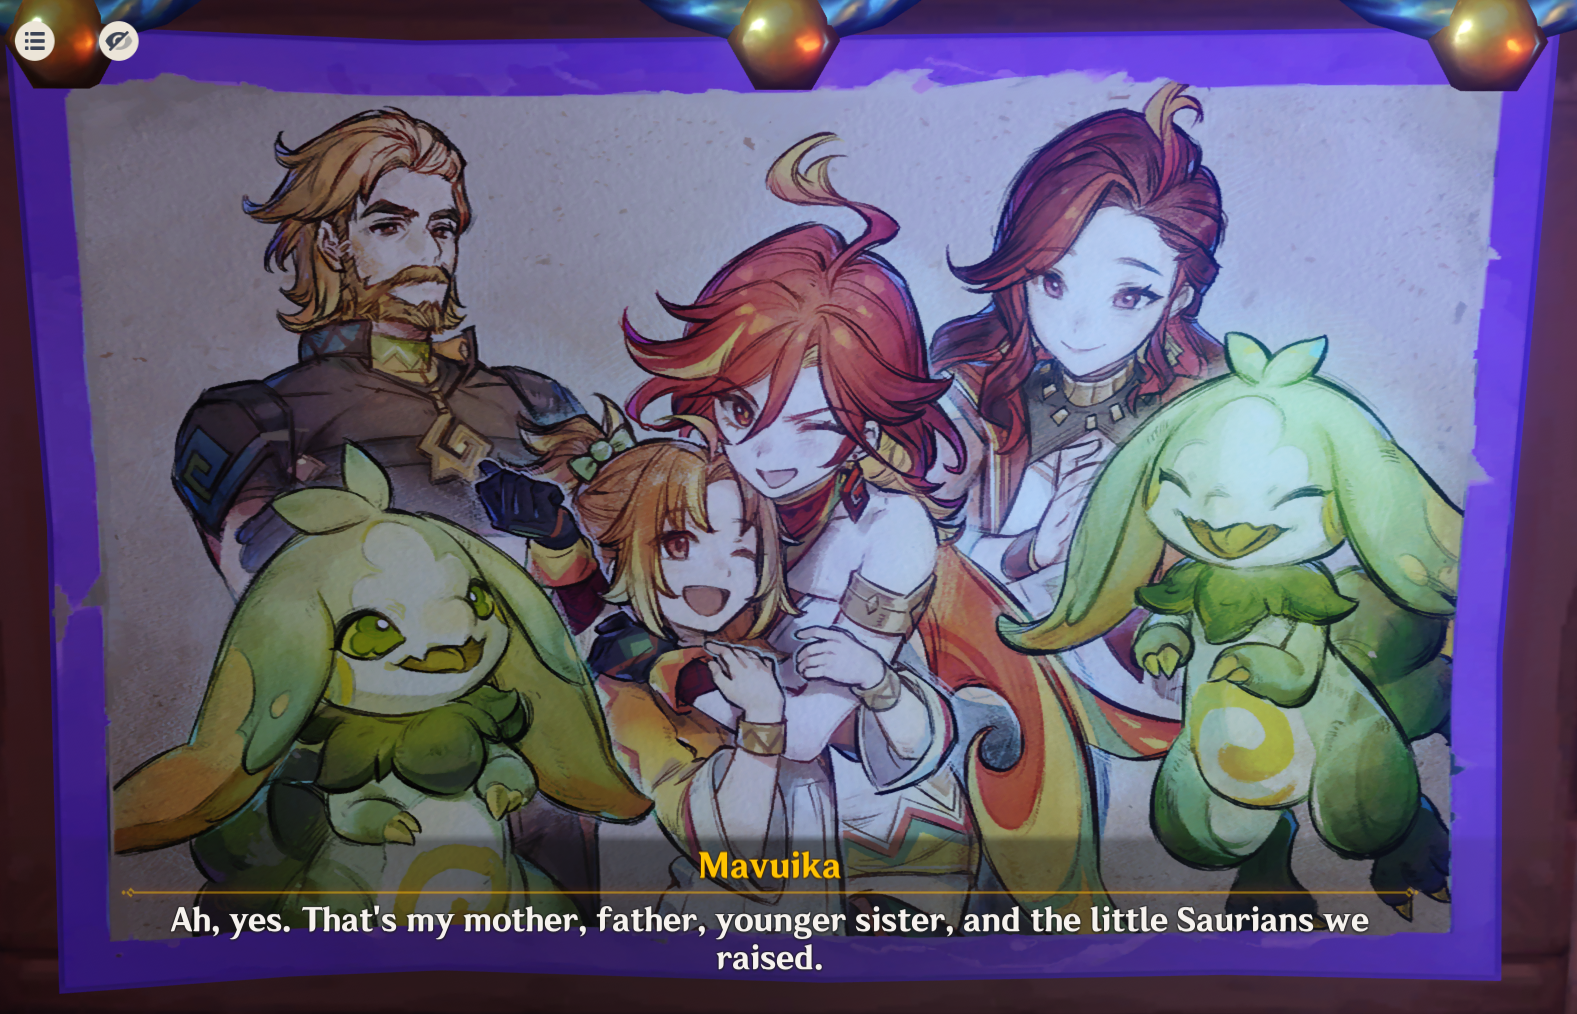 Mavuika
Ah, yes. That's my mother, father, younger sister, and the little Saurians we
raised.